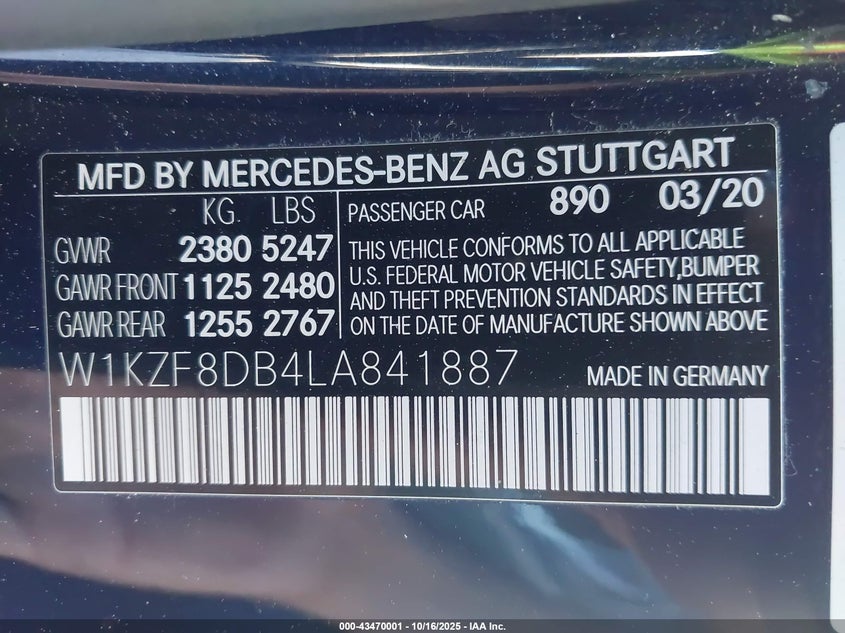 MFD BY MERCEDES-BENZ AG STUTTGART
KG LBS PASSENGER CAR 890 03/20
GVWR 2380 5247
GAWR FRONT 1125 2480
GAWR REAR 1255 2767
THIS VEHICLE CONFORMS TO ALL APPLICABLE
U.S. FEDERAL MOTOR VEHICLE SAFETY,BUMPER
AND THEFT PREVENTION STANDARDS IN EFFECT
ON THE DATE OF MANUFACTURE SHOWN ABOVE
W1KZF8DB4LA841887 MADE IN GERMANY
000-43470001 - 10/16/2025 - IAA Inc.